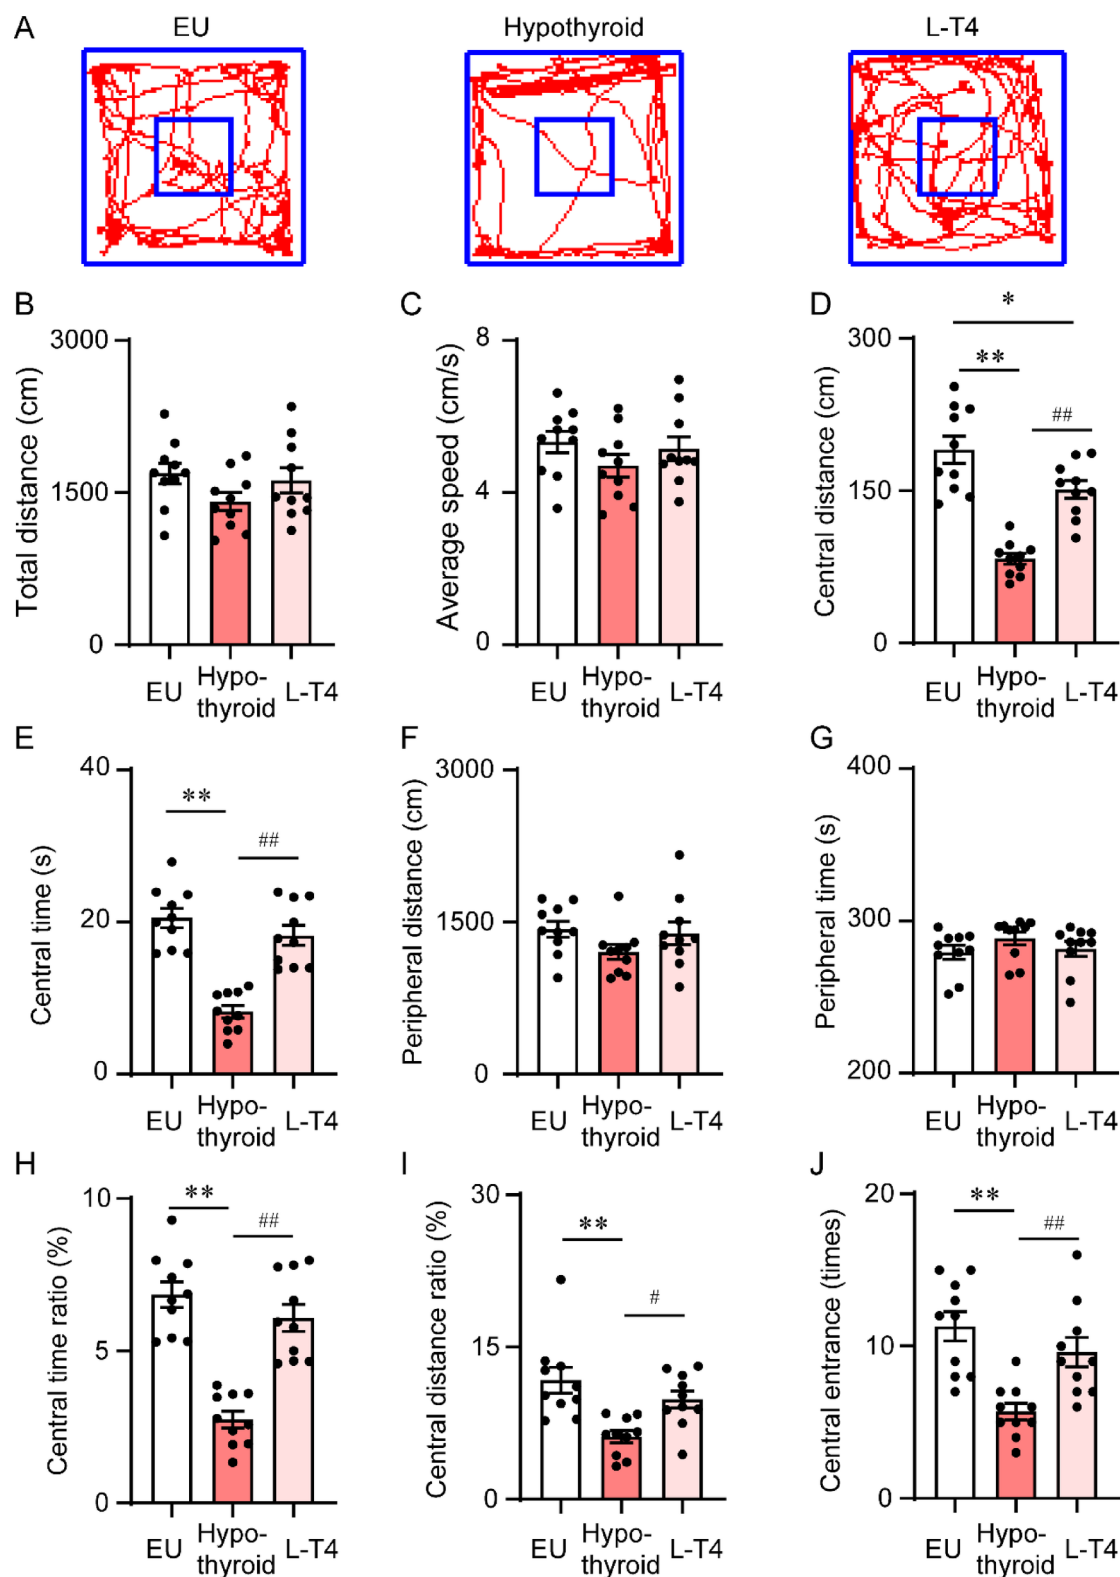 A
EU
Hypothyroid
L-T4
B
Total distance (cm)
3000
1500
0
EU
Hypo-
thyroid
L-T4
C
Average speed (cm/s)
8
4
0
EU
Hypo-
thyroid
L-T4
D
Central distance (cm)
300
150
0
*
**
##
EU
Hypo-
thyroid
L-T4
E
Central time (s)
40
20
0
**
##
EU
Hypo-
thyroid
L-T4
F
Peripheral distance (cm)
3000
1500
0
EU
Hypo-
thyroid
L-T4
G
Peripheral time (s)
400
300
200
EU
Hypo-
thyroid
L-T4
H
Central time ratio (%)
10
5
0
**
##
EU
Hypo-
thyroid
L-T4
I
Central distance ratio (%)
30
15
0
**
#
EU
Hypo-
thyroid
L-T4
J
Central entrance (times)
20
10
0
**
##
EU
Hypo-
thyroid
L-T4